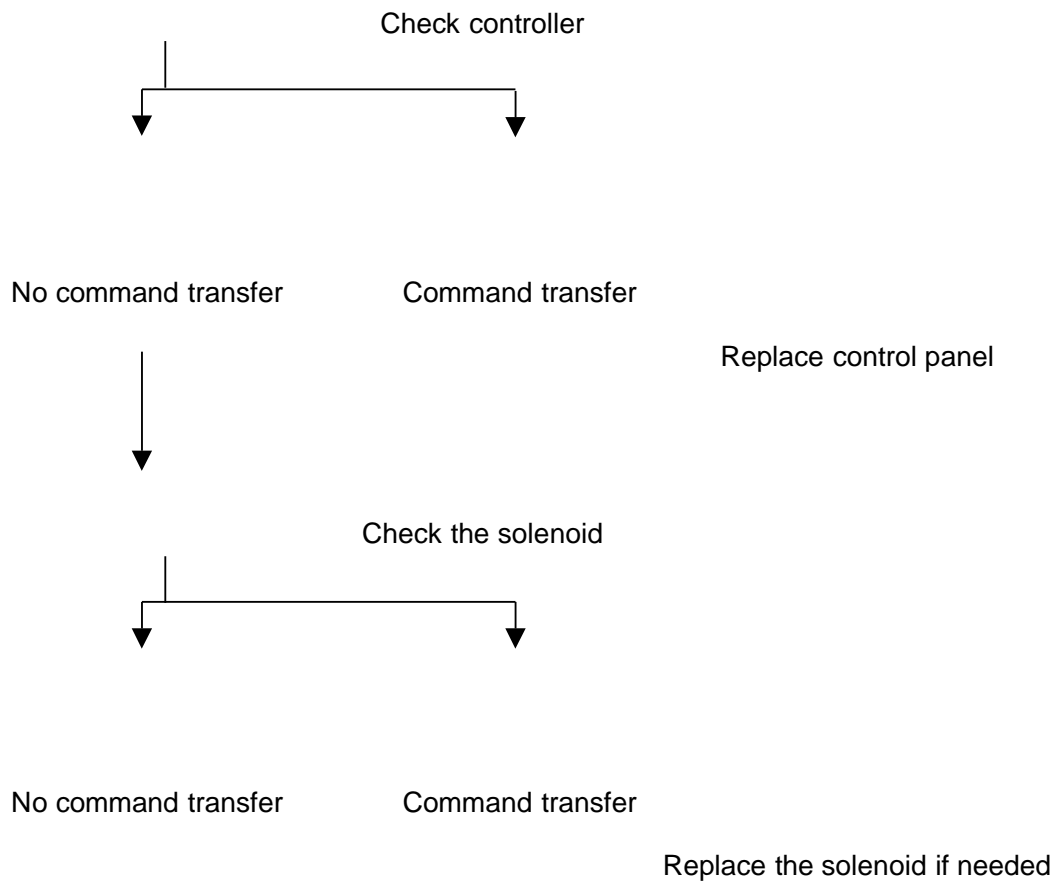 Check controller
No command transfer
Command transfer
Replace control panel
Check the solenoid
No command transfer
Command transfer
Replace the solenoid if needed